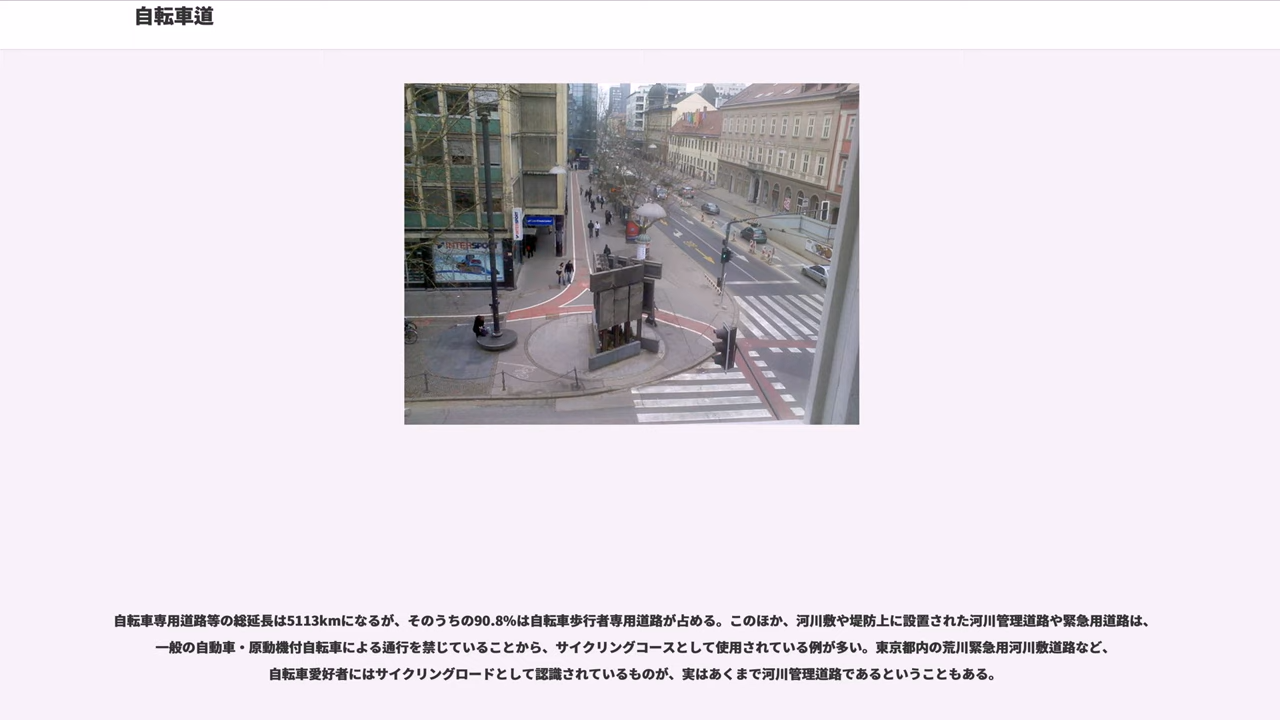 自転車道
INTERSPORT
自転車専用道路等の総延長は5113kmになるが、そのうちの90.8%は自転車歩行者専用道路が占める。このほか、河川敷や堤防上に設置された河川管理道路や緊急用道路は、
一般の自動車・原動機付自転車による通行を禁じていることから、サイクリングコースとして使用されている例が多い。東京都内の荒川緊急用河川敷道路など、
自転車愛好者にはサイクリングロードとして認識されているものが、実はあくまで河川管理道路であるということもある。